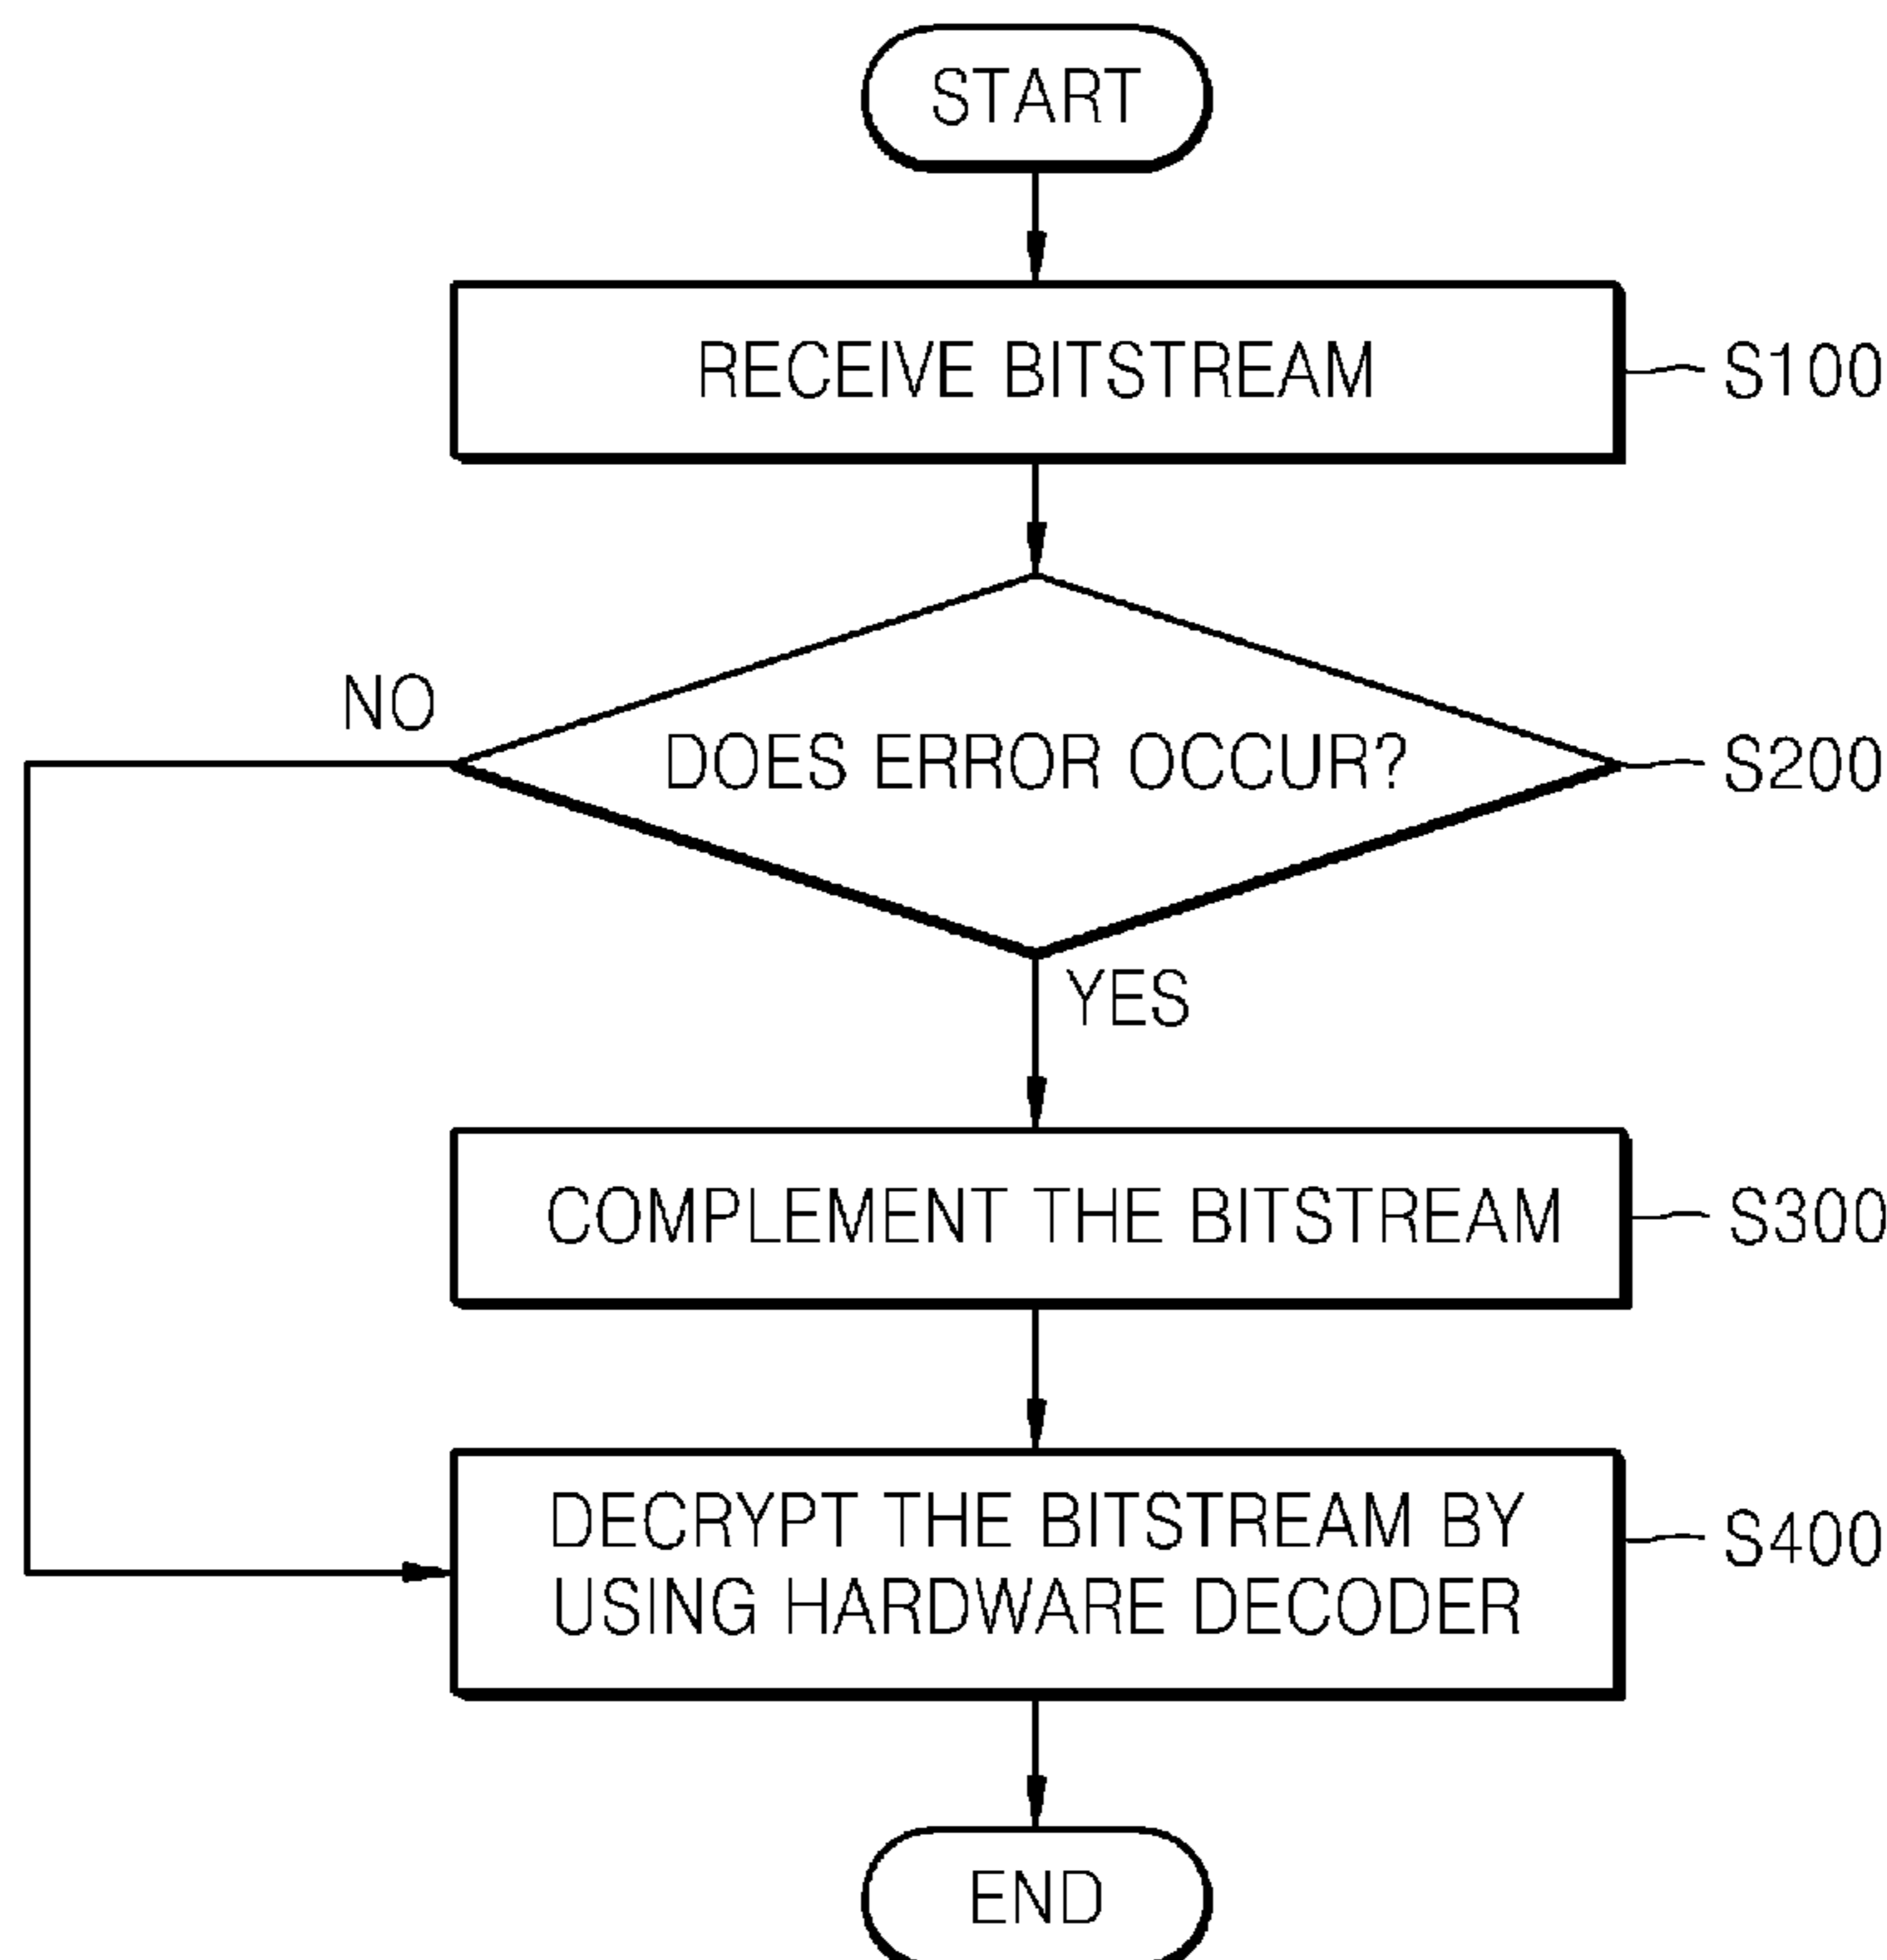 START
RECEIVE BITSTREAM
S100
NO
DOES ERROR OCCUR?
S200
YES
COMPLEMENT THE BITSTREAM
S300
DECRYPT THE BITSTREAM BY
USING HARDWARE DECODER
S400
END